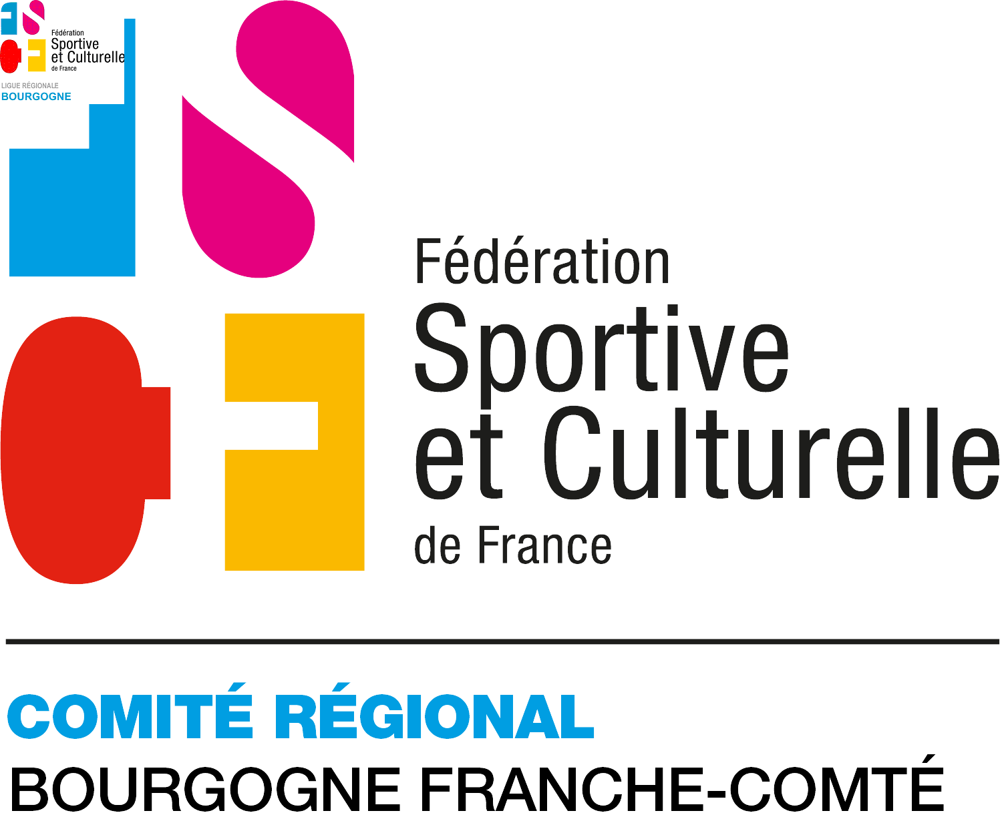 Fédération
Sportive
et Culturelle
de France
LIGUE RÉGIONALE
BOURGOGNE
Fédération
Sportive
et Culturelle
de France
COMITÉ RÉGIONAL
BOURGOGNE FRANCHE-COMTÉ